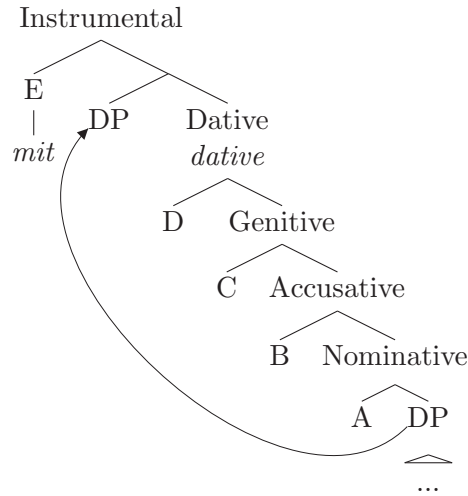 Instrumental
E
DP Dative
mit dative
D Genitive
C Accusative
B Nominative
A DP
...